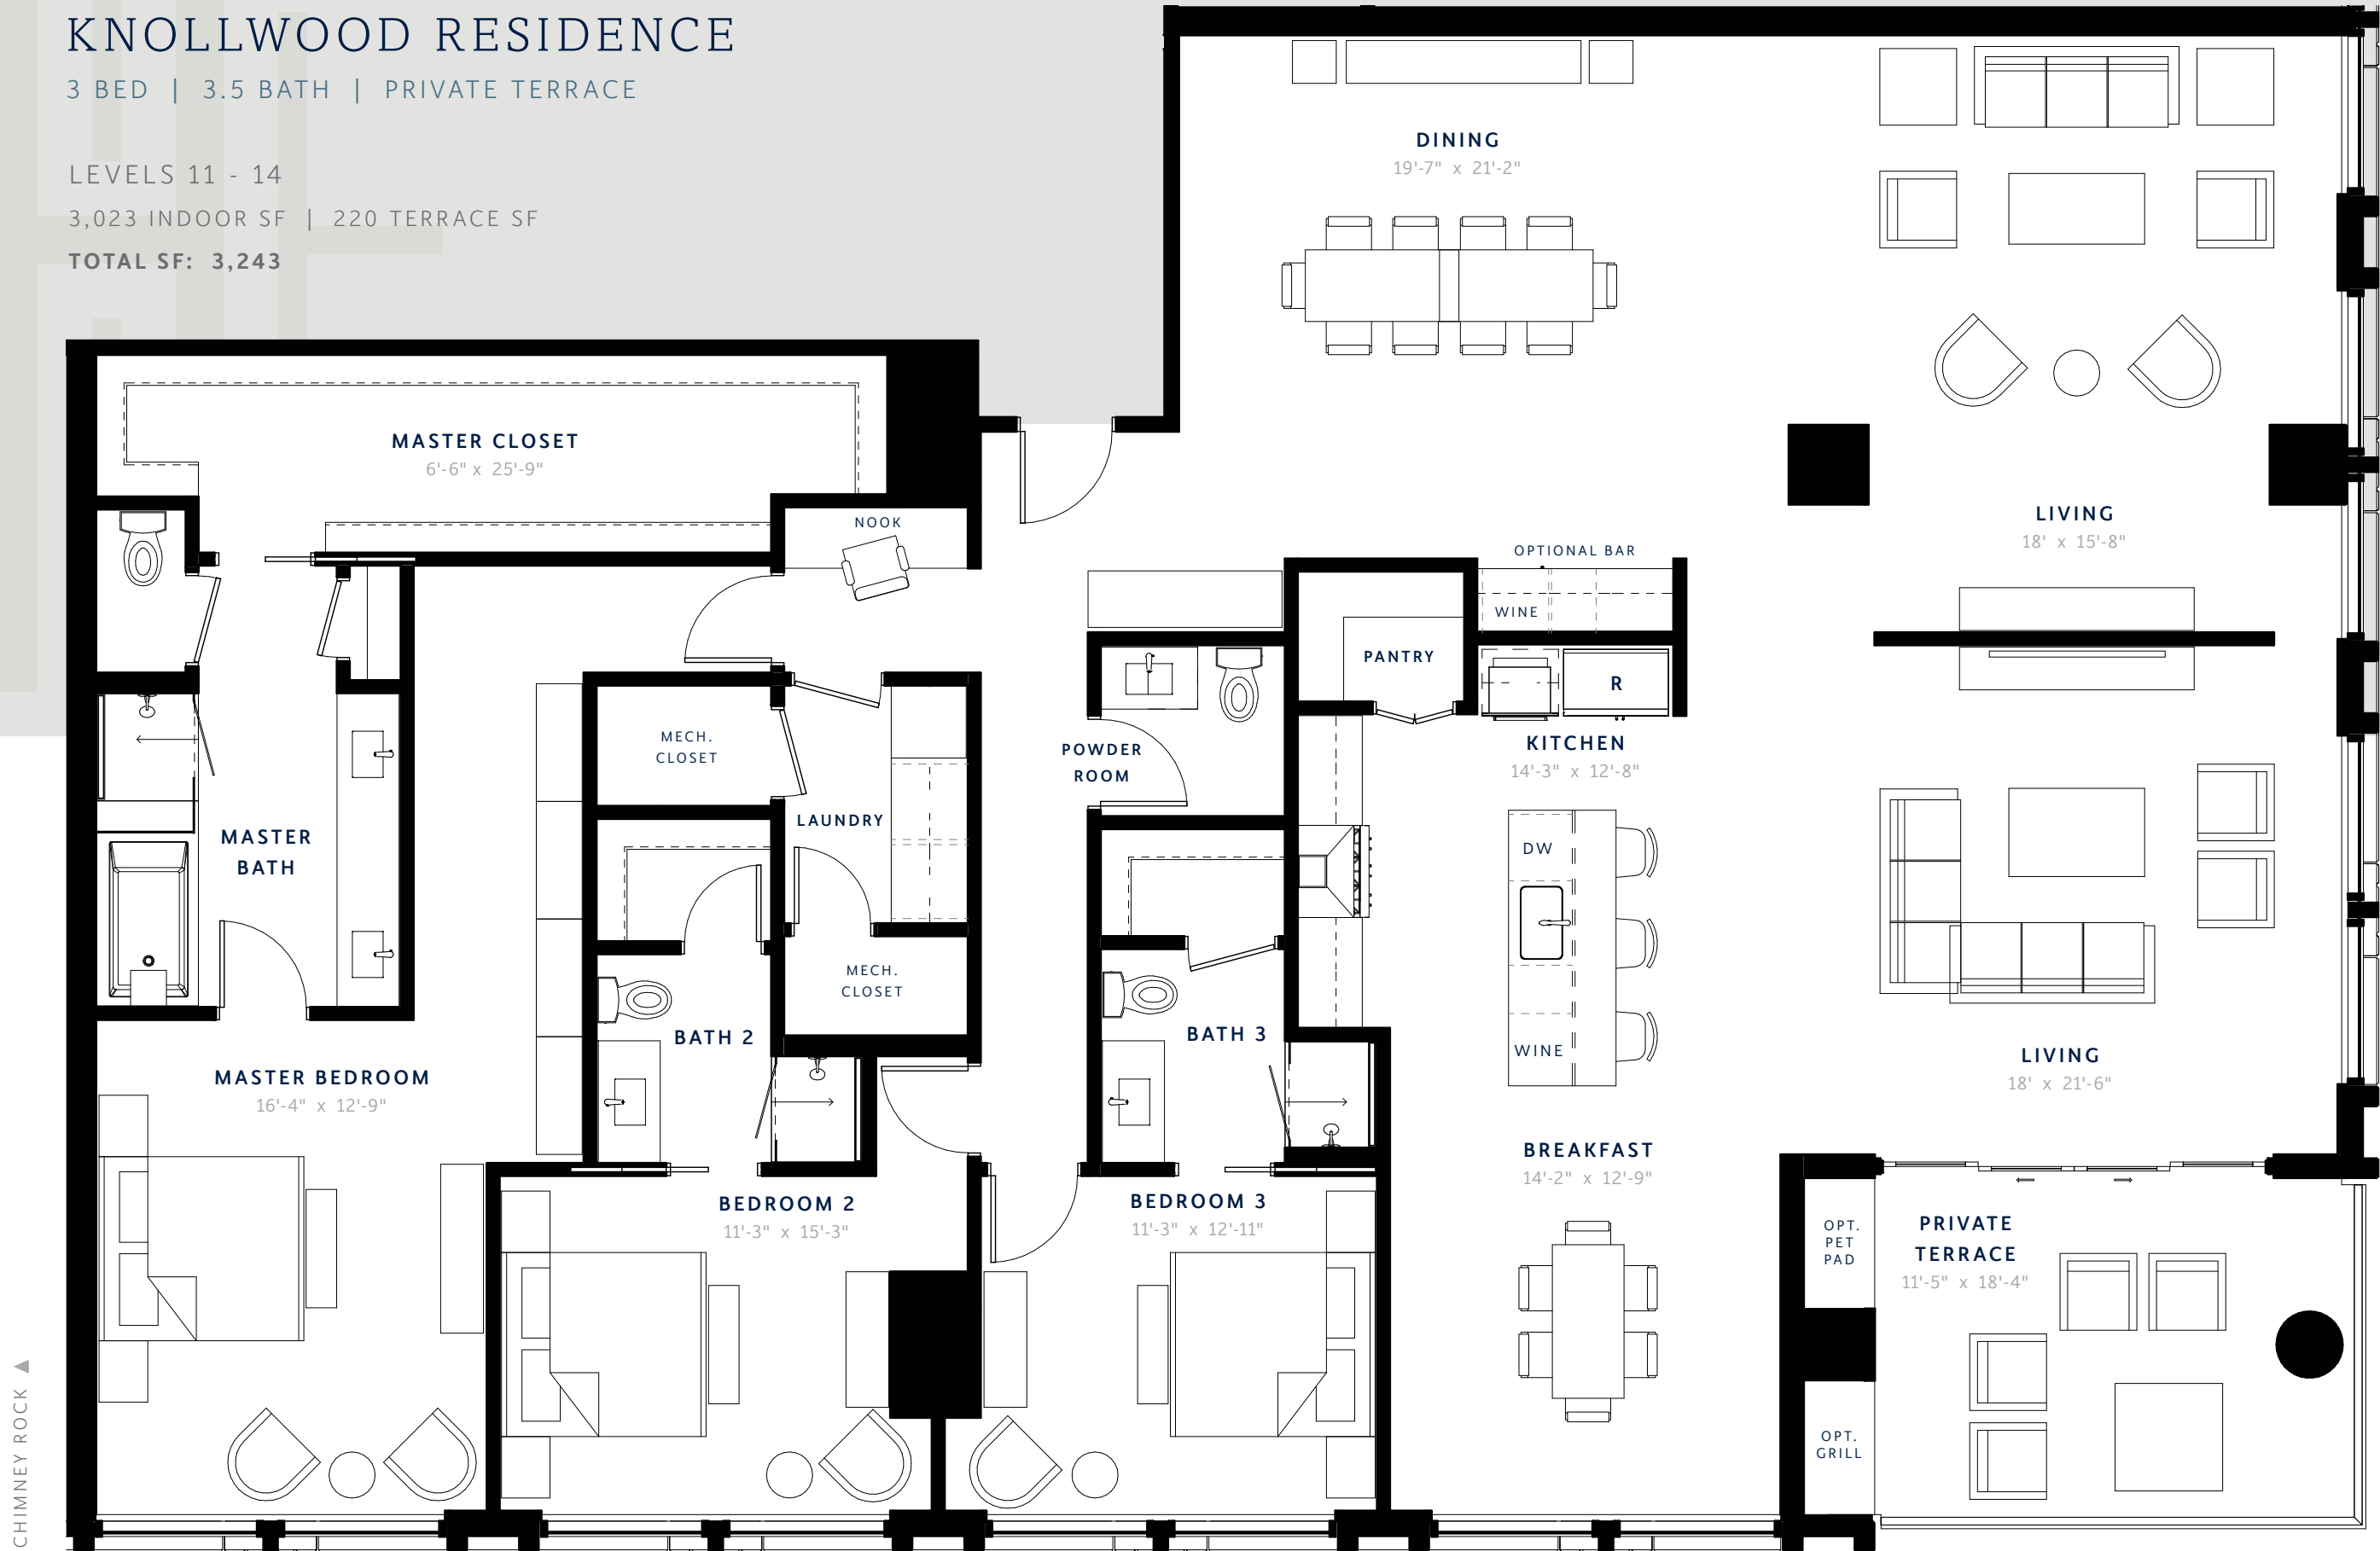 KNOLLWOOD RESIDENCE
3 BED | 3.5 BATH | PRIVATE TERRACE
LEVELS 11 - 14
3,023 INDOOR SF | 220 TERRACE SF
TOTAL SF: 3,243
DINING
19'-7" x 21'-2"
MASTER CLOSET
6'-6" x 25'-9"
NOOK
LIVING
18' x 15'-8"
OPTIONAL BAR
WINE
PANTRY
R
MECH.
CLOSET
POWDER
ROOM
KITCHEN
14'-3" x 12'-8"
LAUNDRY
MASTER
BATH
DW
MECH.
CLOSET
BATH 2
BATH 3
WINE
LIVING
18' x 21'-6"
MASTER BEDROOM
16'-4" x 12'-9"
BREAKFAST
14'-2" x 12'-9"
BEDROOM 2
11'-3" x 15'-3"
BEDROOM 3
11'-3" x 12'-11"
OPT.
PET
PAD
PRIVATE
TERRACE
11'-5" x 18'-4"
OPT.
GRILL
CHIMNEY ROCK